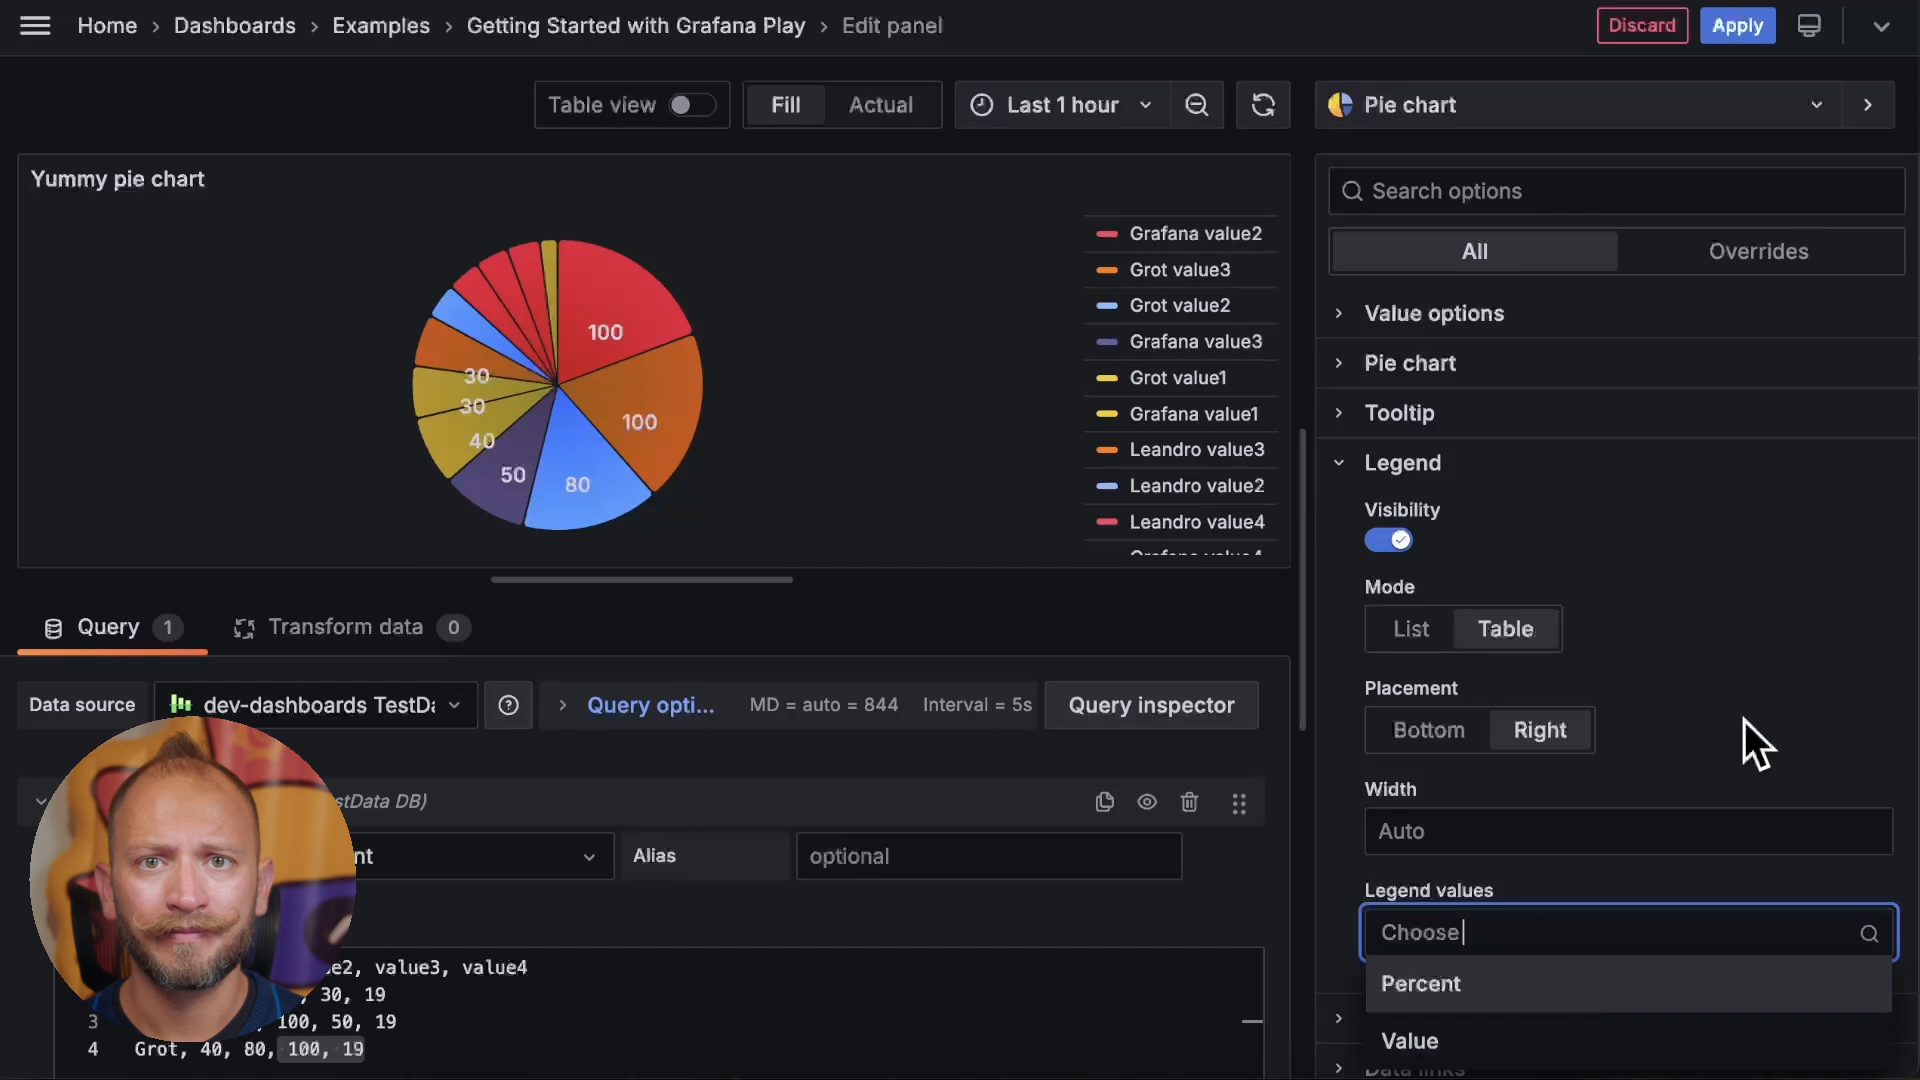 Home › Dashboards › Examples › Getting Started with Grafana Play › Edit panel
Discard
Apply
Table view
Fill
Actual
Last 1 hour
Pie chart
Yummy pie chart
100
100
80
50
40
30
30
Grafana value2
Grot value3
Grot value2
Grafana value3
Grot value1
Grafana value1
Leandro value3
Leandro value2
Leandro value4
Search options
All
Overrides
Value options
Pie chart
Tooltip
Legend
Visibility
Mode
List
Table
Placement
Bottom
Right
Width
Auto
Legend values
Choose
Percent
Value
Data links
Query 1
Transform data 0
Data source
dev-dashboards TestDa
Query opti...
MD = auto = 844
Interval = 5s
Query inspector
stData DB)
nt
Alias
optional
e2, value3, value4
, 30, 19
3 100, 50, 19
4 Grot, 40, 80, 100, 19